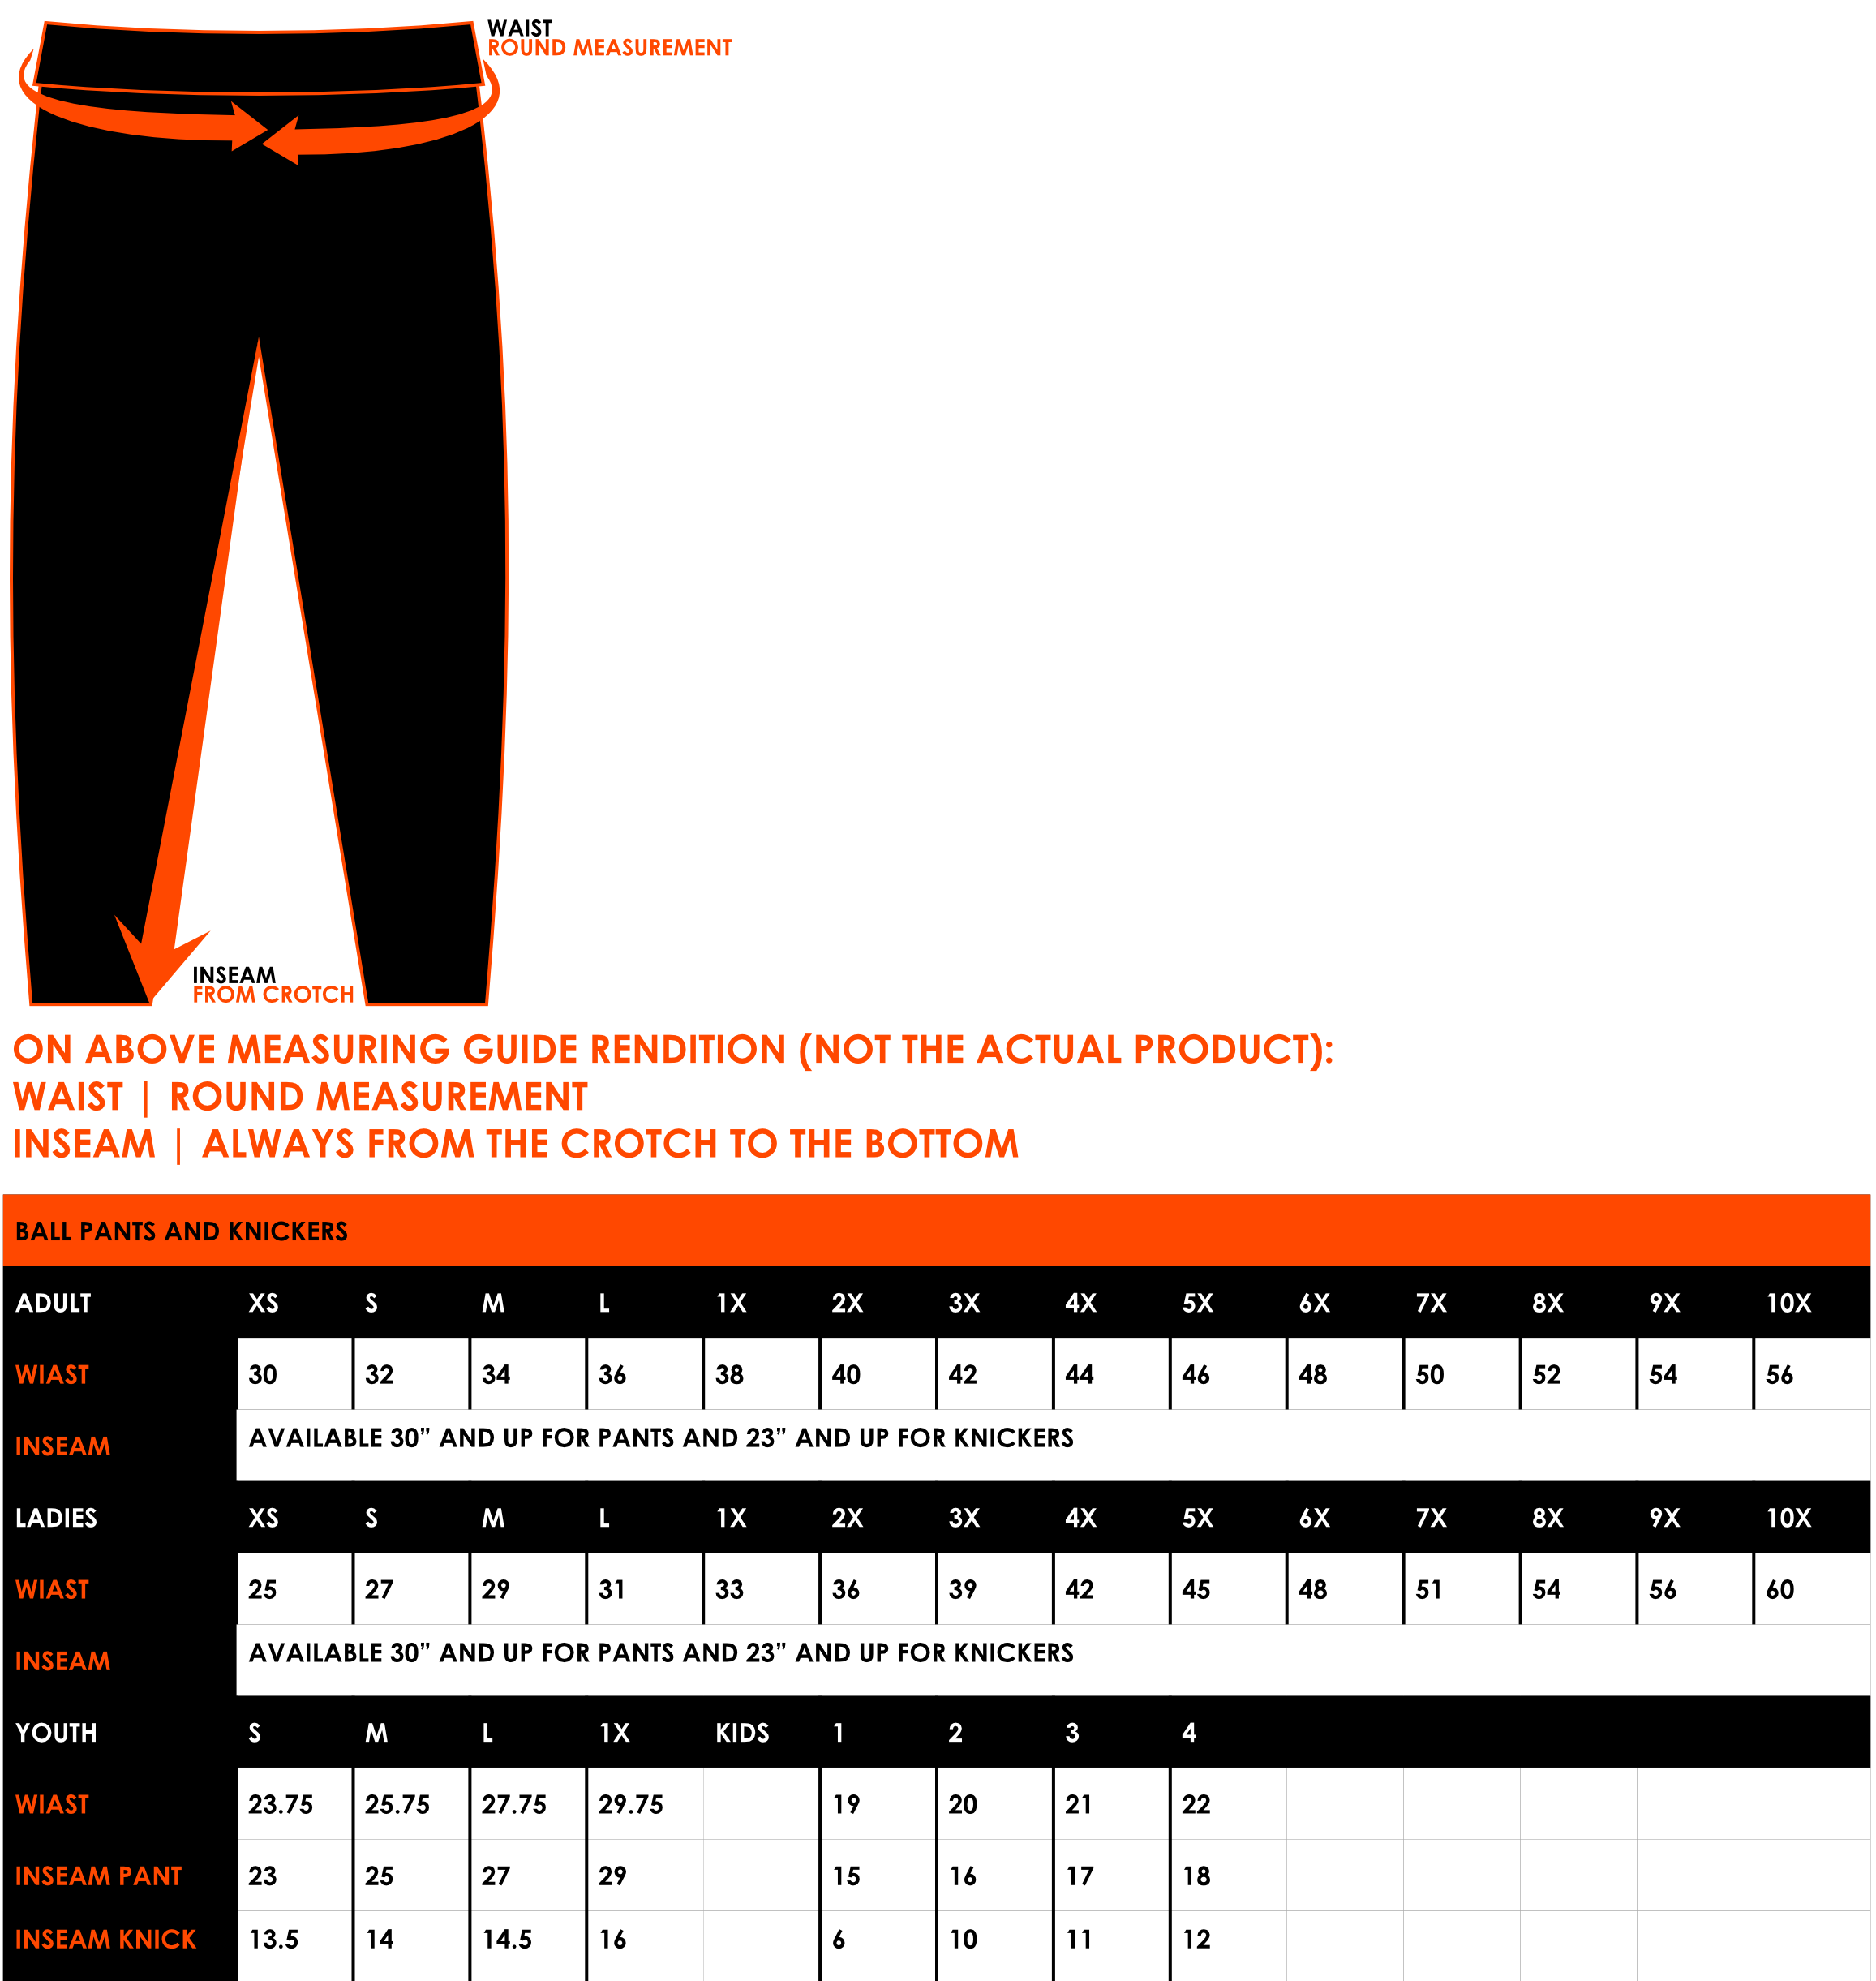 WAIST
ROUND MEASUREMENT
INSEAM
FROM CROTCH
ON ABOVE MEASURING GUIDE RENDITION (NOT THE ACTUAL PRODUCT):
WAIST | ROUND MEASUREMENT
INSEAM | ALWAYS FROM THE CROTCH TO THE BOTTOM
BALL PANTS AND KNICKERS
ADULT XS S M L 1X 2X 3X 4X 5X 6X 7X 8X 9X 10X
WIAST 30 32 34 36 38 40 42 44 46 48 50 52 54 56
INSEAM AVAILABLE 30” AND UP FOR PANTS AND 23” AND UP FOR KNICKERS
LADIES XS S M L 1X 2X 3X 4X 5X 6X 7X 8X 9X 10X
WIAST 25 27 29 31 33 36 39 42 45 48 51 54 56 60
INSEAM AVAILABLE 30” AND UP FOR PANTS AND 23” AND UP FOR KNICKERS
YOUTH S M L 1X KIDS 1 2 3 4
WIAST 23.75 25.75 27.75 29.75 19 20 21 22
INSEAM PANT 23 25 27 29 15 16 17 18
INSEAM KNICK 13.5 14 14.5 16 6 10 11 12